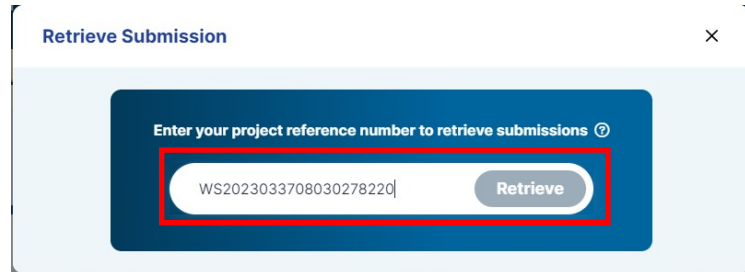 Retrieve Submission
Enter your project reference number to retrieve submissions
WS2023033708030278220 Retrieve